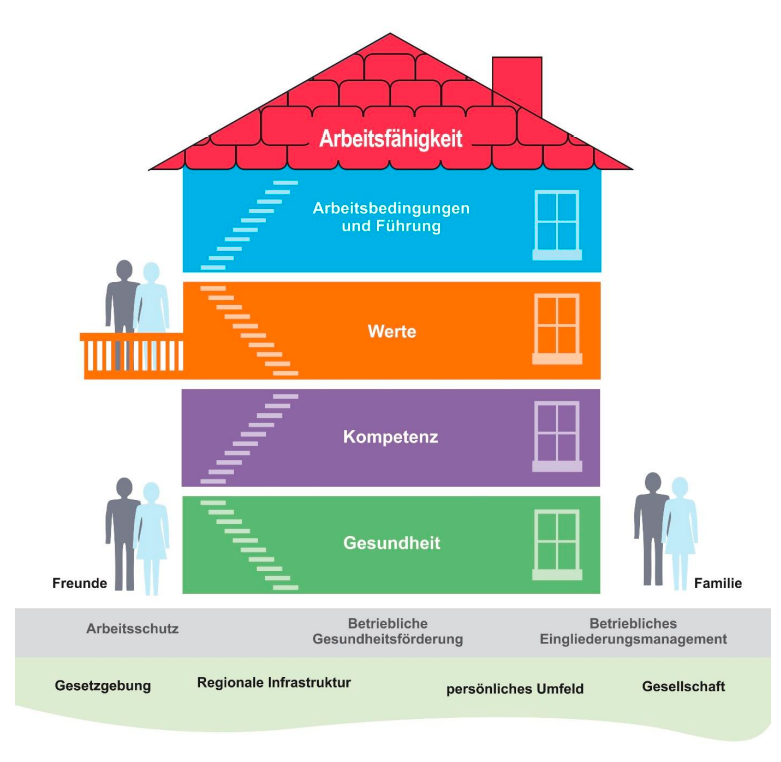 Arbeitsfähigkeit
Arbeitsbedingungen
und Führung
Werte
Kompetenz
Gesundheit
Freunde
Familie
Arbeitsschutz
Betriebliche
Gesundheitsförderung
Betriebliches
Eingliederungsmanagement
Gesetzgebung
Regionale Infrastruktur
persönliches Umfeld
Gesellschaft